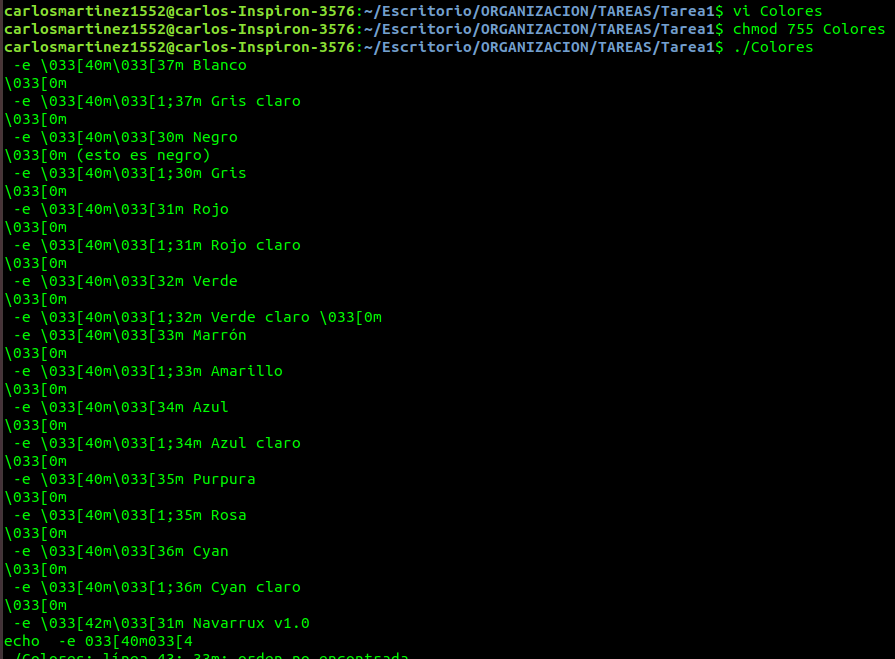 carlosmartinez1552@carlos-Inspiron-3576:~/Escritorio/ORGANIZACION/TAREAS/Tarea1$ vi Colores
carlosmartinez1552@carlos-Inspiron-3576:~/Escritorio/ORGANIZACION/TAREAS/Tarea1$ chmod 755 Colores
carlosmartinez1552@carlos-Inspiron-3576:~/Escritorio/ORGANIZACION/TAREAS/Tarea1$ ./Colores
 -e \033[40m\033[37m Blanco
\033[0m
 -e \033[40m\033[1;37m Gris claro
\033[0m
 -e \033[40m\033[30m Negro
\033[0m (esto es negro)
 -e \033[40m\033[1;30m Gris
\033[0m
 -e \033[40m\033[31m Rojo
\033[0m
 -e \033[40m\033[1;31m Rojo claro
\033[0m
 -e \033[40m\033[32m Verde
\033[0m
 -e \033[40m\033[1;32m Verde claro \033[0m
 -e \033[40m\033[33m Marrón
\033[0m
 -e \033[40m\033[1;33m Amarillo
\033[0m
 -e \033[40m\033[34m Azul
\033[0m
 -e \033[40m\033[1;34m Azul claro
\033[0m
 -e \033[40m\033[35m Purpura
\033[0m
 -e \033[40m\033[1;35m Rosa
\033[0m
 -e \033[40m\033[36m Cyan
\033[0m
 -e \033[40m\033[1;36m Cyan claro
\033[0m
 -e \033[42m\033[31m Navarrux v1.0
echo  -e 033[40m033[4
./Colores: línea 43: 33m: orden no encontrada